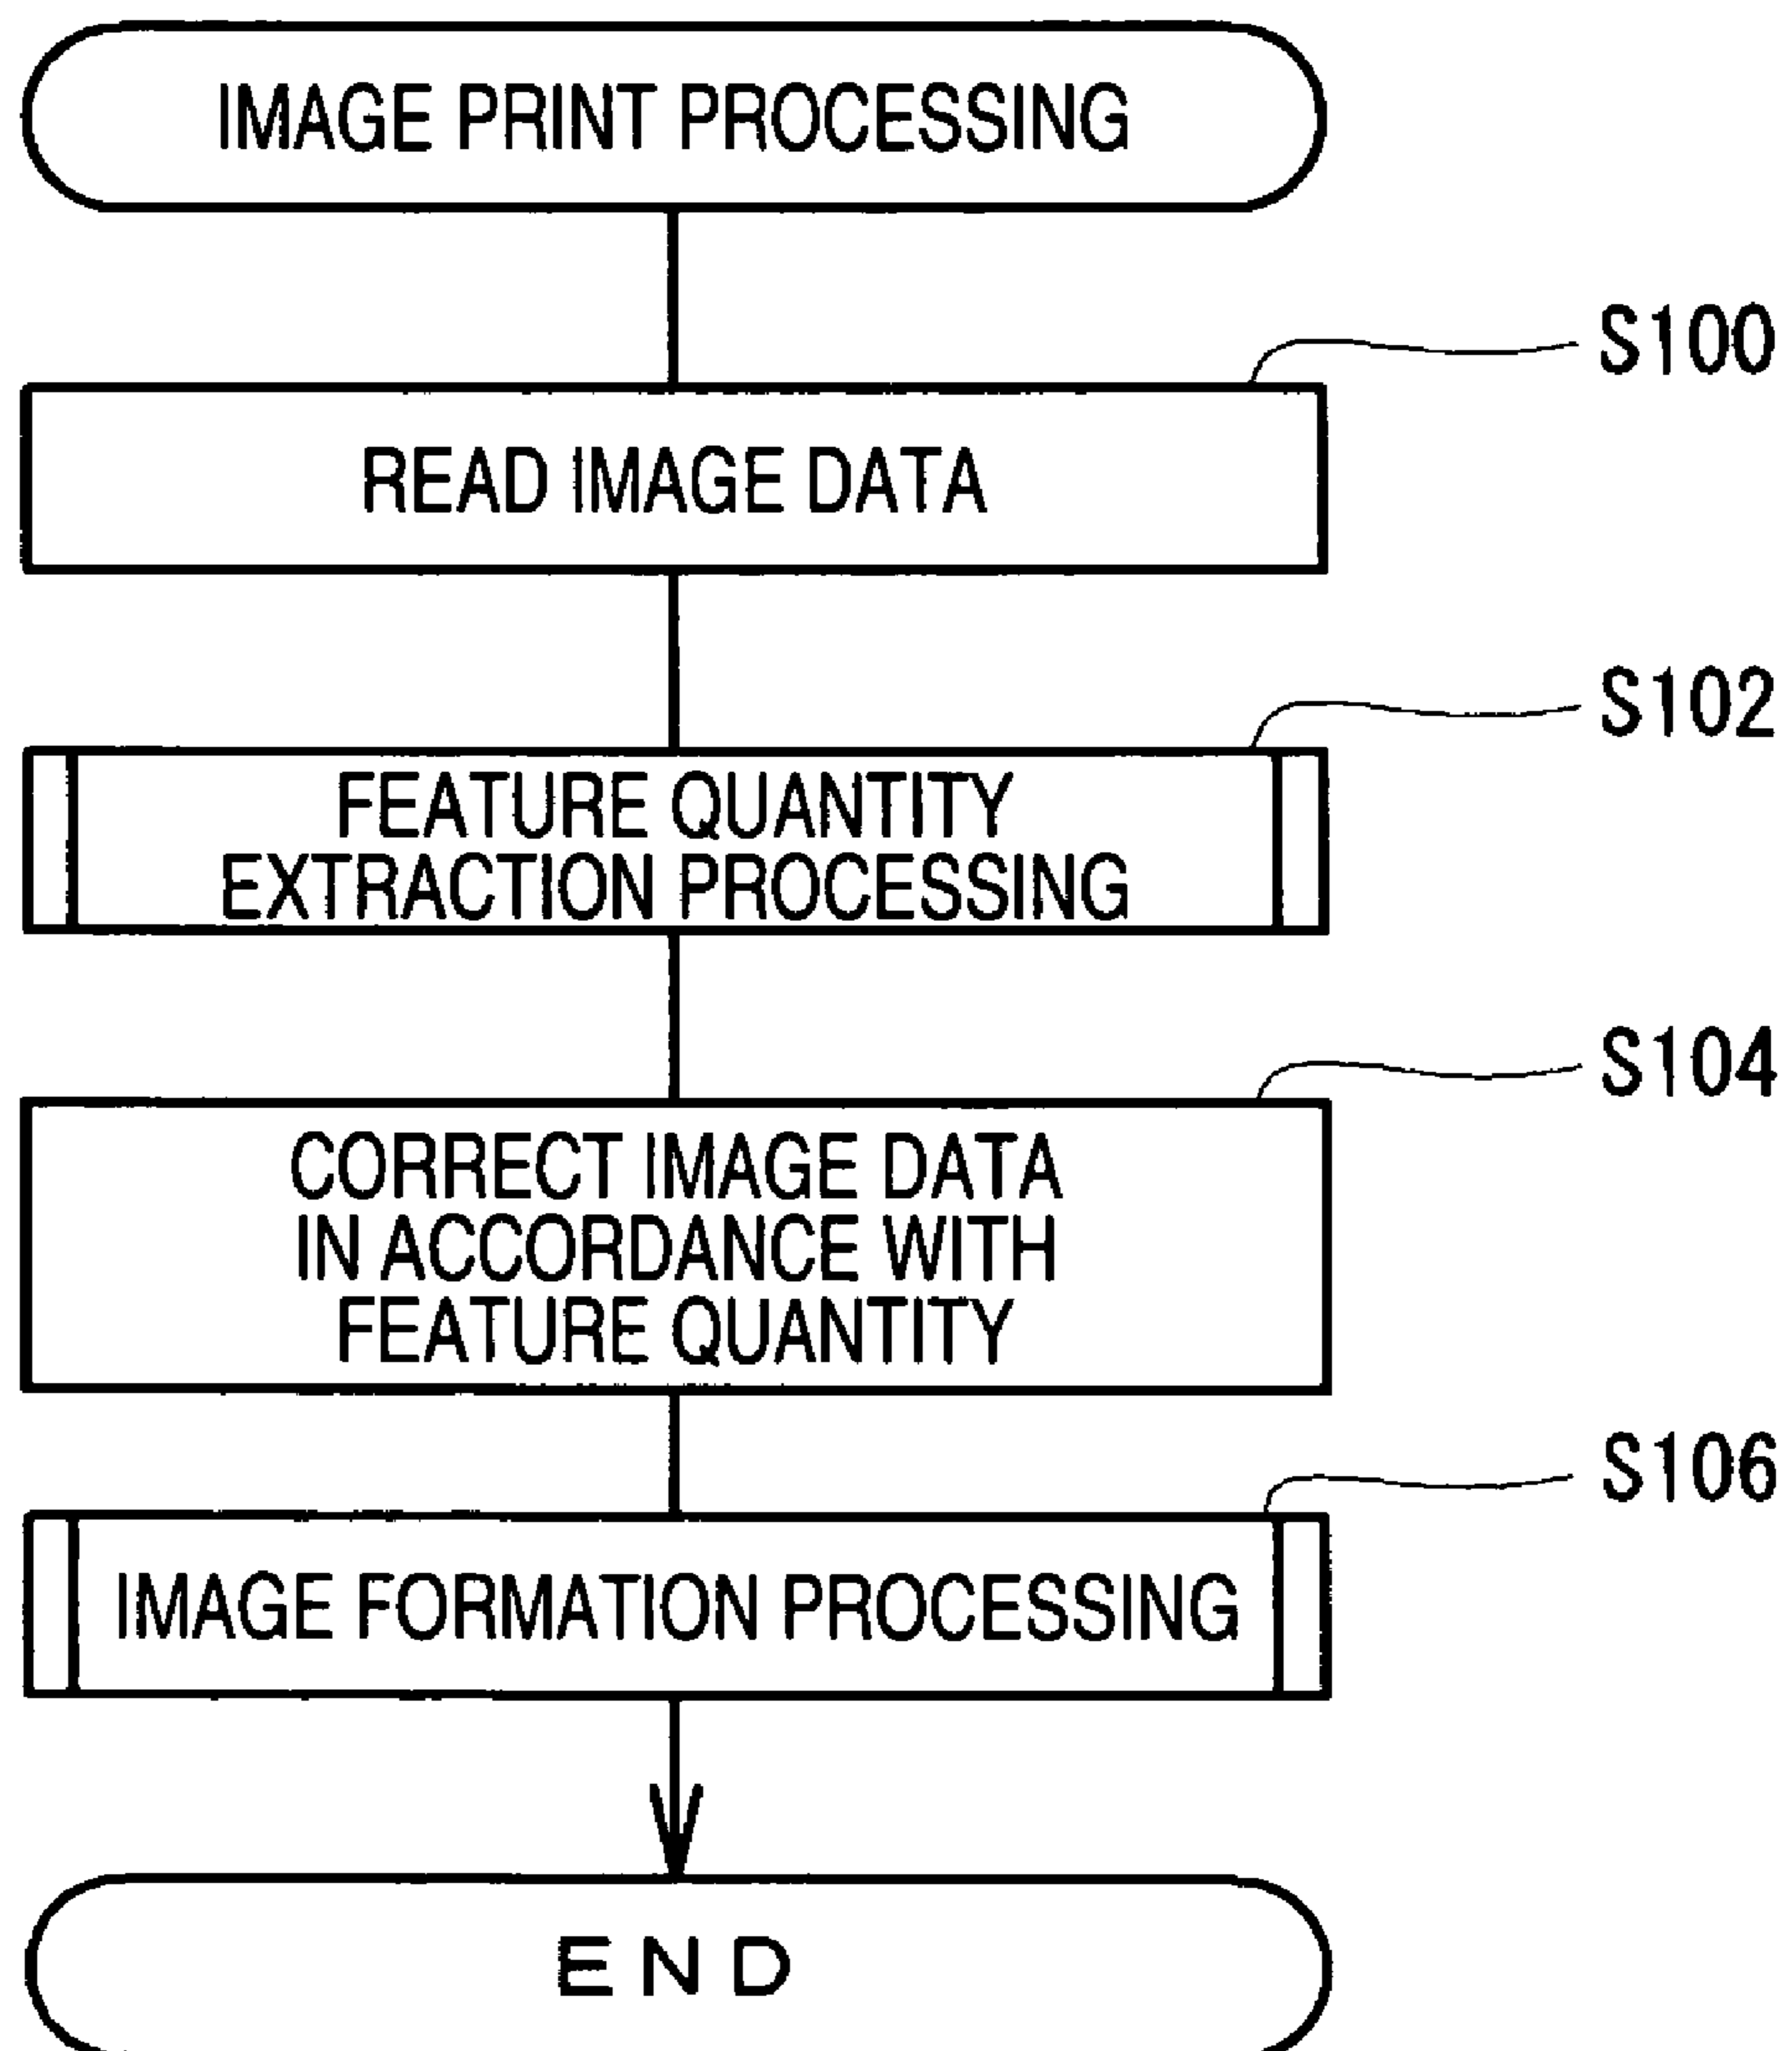 IMAGE PRINT PROCESSING
S100
READ IMAGE DATA
S102
FEATURE QUANTITY
EXTRACTION PROCESSING
S104
CORRECT IMAGE DATA
IN ACCORDANCE WITH
FEATURE QUANTITY
S106
IMAGE FORMATION PROCESSING
END